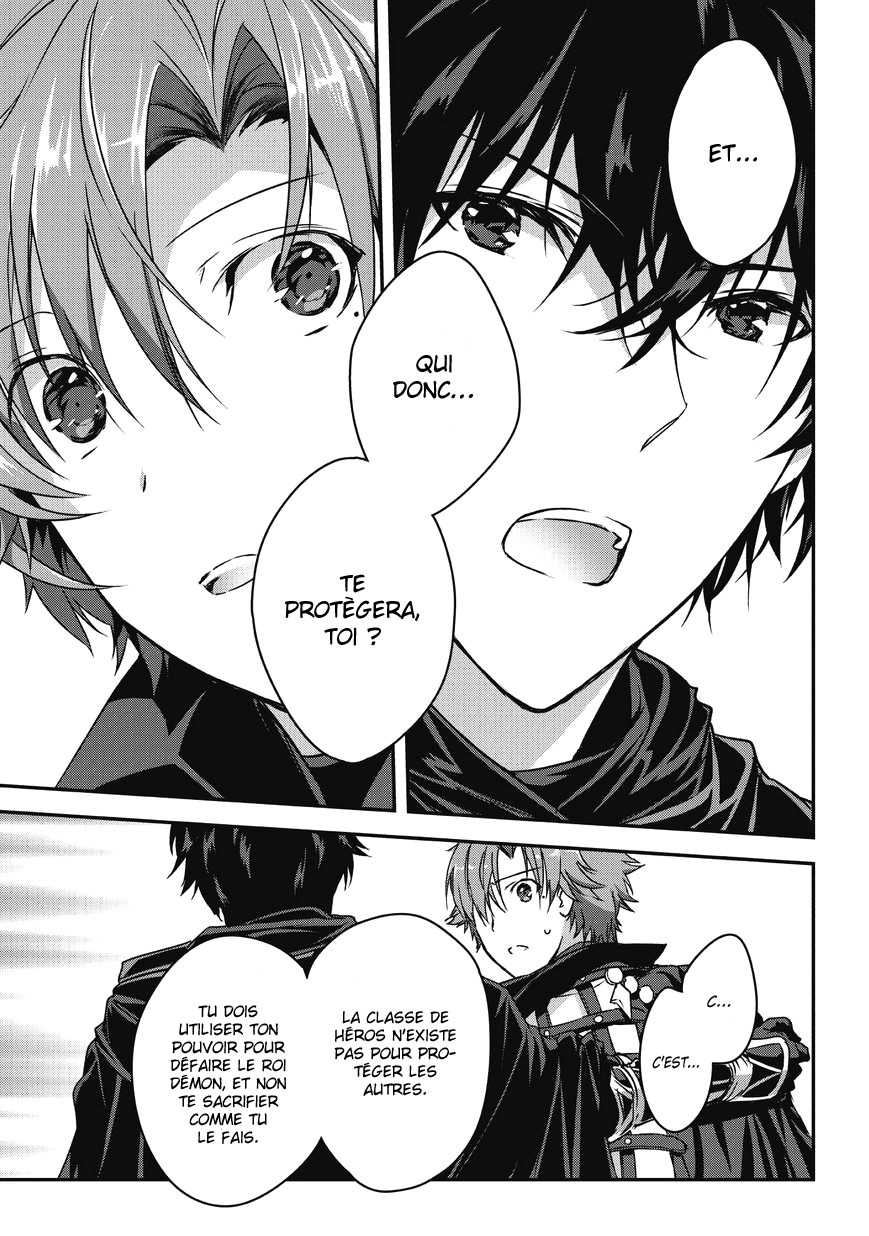 ET...
QUI
DONC...
TE
PROTÈGERA,
TOI ?
C...
C'EST...
LA CLASSE DE
HÉROS N'EXISTE
PAS POUR PRO-
TÉGER LES
AUTRES.
TU DOIS
UTILISER TON
POUVOIR POUR
DÉFAIRE LE ROI
DÉMON, ET NON
TE SACRIFIER
COMME TU
LE FAIS.